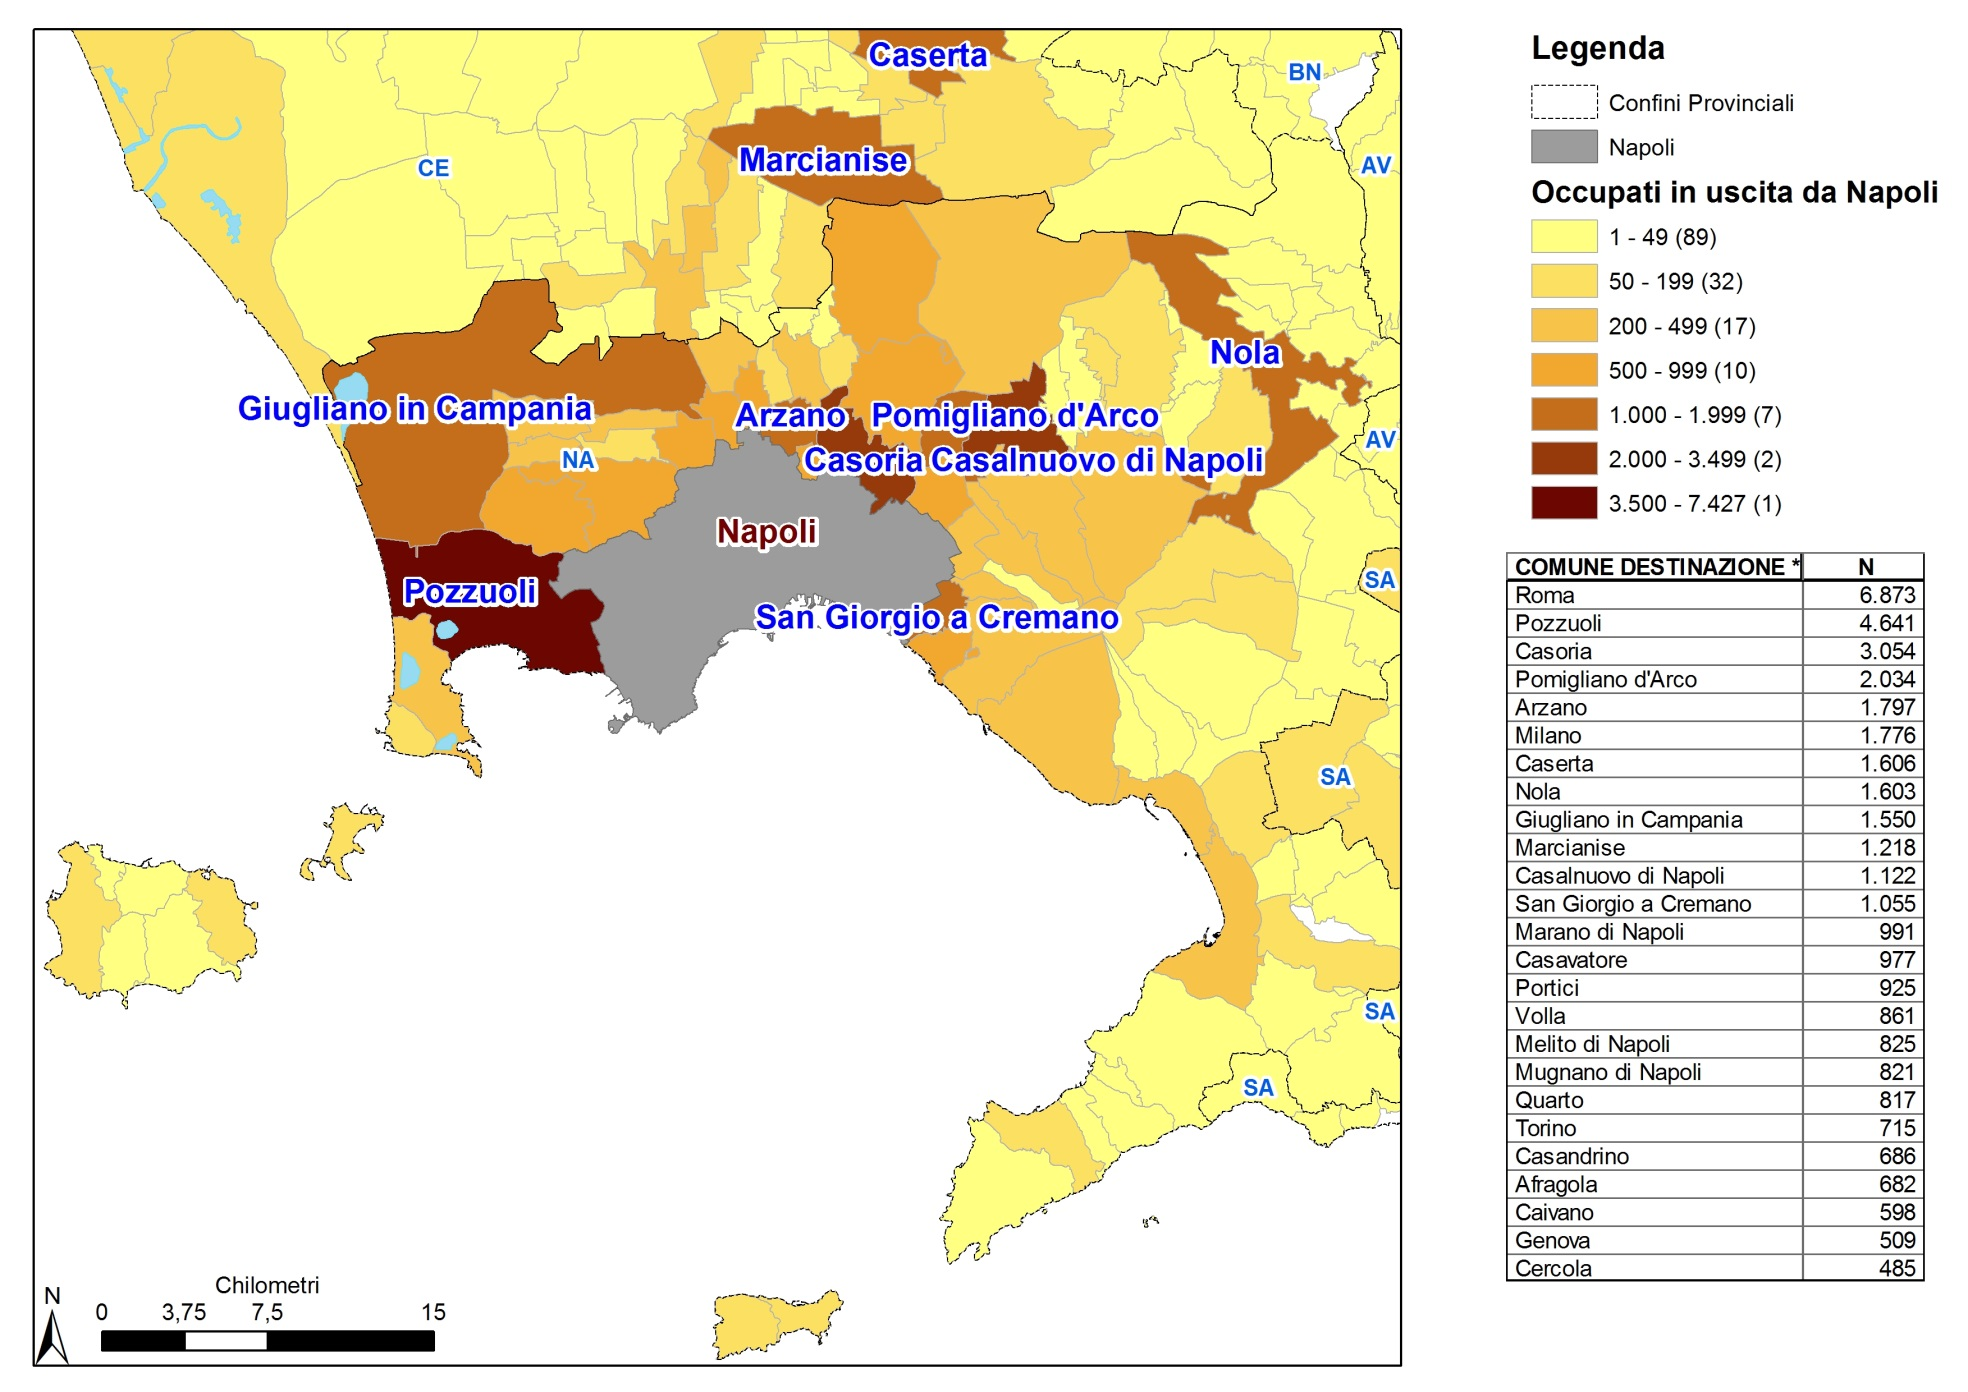 Caserta
BN
Marcianise
CE
AV
Nola
Giugliano in Campania
Arzano
Pomigliano d'Arco
AV
NA
Casoria
Casalnuovo di Napoli
Napoli
SA
Pozzuoli
San Giorgio a Cremano
SA
SA
SA
N
Chilometri
0 3,75 7,5 15
Legenda
Confini Provinciali
Napoli
Occupati in uscita da Napoli
1 - 49 (89)
50 - 199 (32)
200 - 499 (17)
500 - 999 (10)
1.000 - 1.999 (7)
2.000 - 3.499 (2)
3.500 - 7.427 (1)
COMUNE DESTINAZIONE * N
Roma 6.873
Pozzuoli 4.641
Casoria 3.054
Pomigliano d'Arco 2.034
Arzano 1.797
Milano 1.776
Caserta 1.606
Nola 1.603
Giugliano in Campania 1.550
Marcianise 1.218
Casalnuovo di Napoli 1.122
San Giorgio a Cremano 1.055
Marano di Napoli 991
Casavatore 977
Portici 925
Volla 861
Melito di Napoli 825
Mugnano di Napoli 821
Quarto 817
Torino 715
Casandrino 686
Afragola 682
Caivano 598
Genova 509
Cercola 485